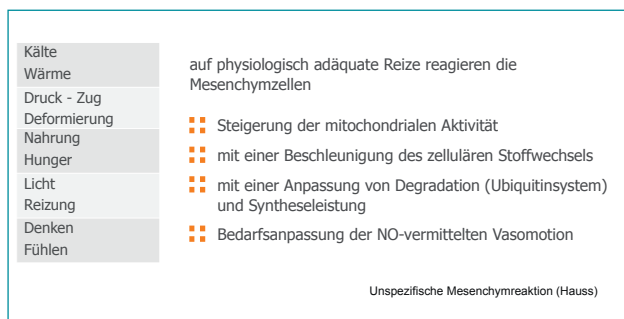 Kälte
Wärme
Druck - Zug
Deformierung
Nahrung
Hunger
Licht
Reizung
Denken
Fühlen
auf physiologisch adäquate Reize reagieren die
Mesenchymzellen
Steigerung der mitochondrialen Aktivität
mit einer Beschleunigung des zellulären Stoffwechsels
mit einer Anpassung von Degradation (Ubiquitinsystem)
und Syntheseleistung
Bedarfsanpassung der NO-vermittelten Vasomotion
Unspezifische Mesenchymreaktion (Hauss)